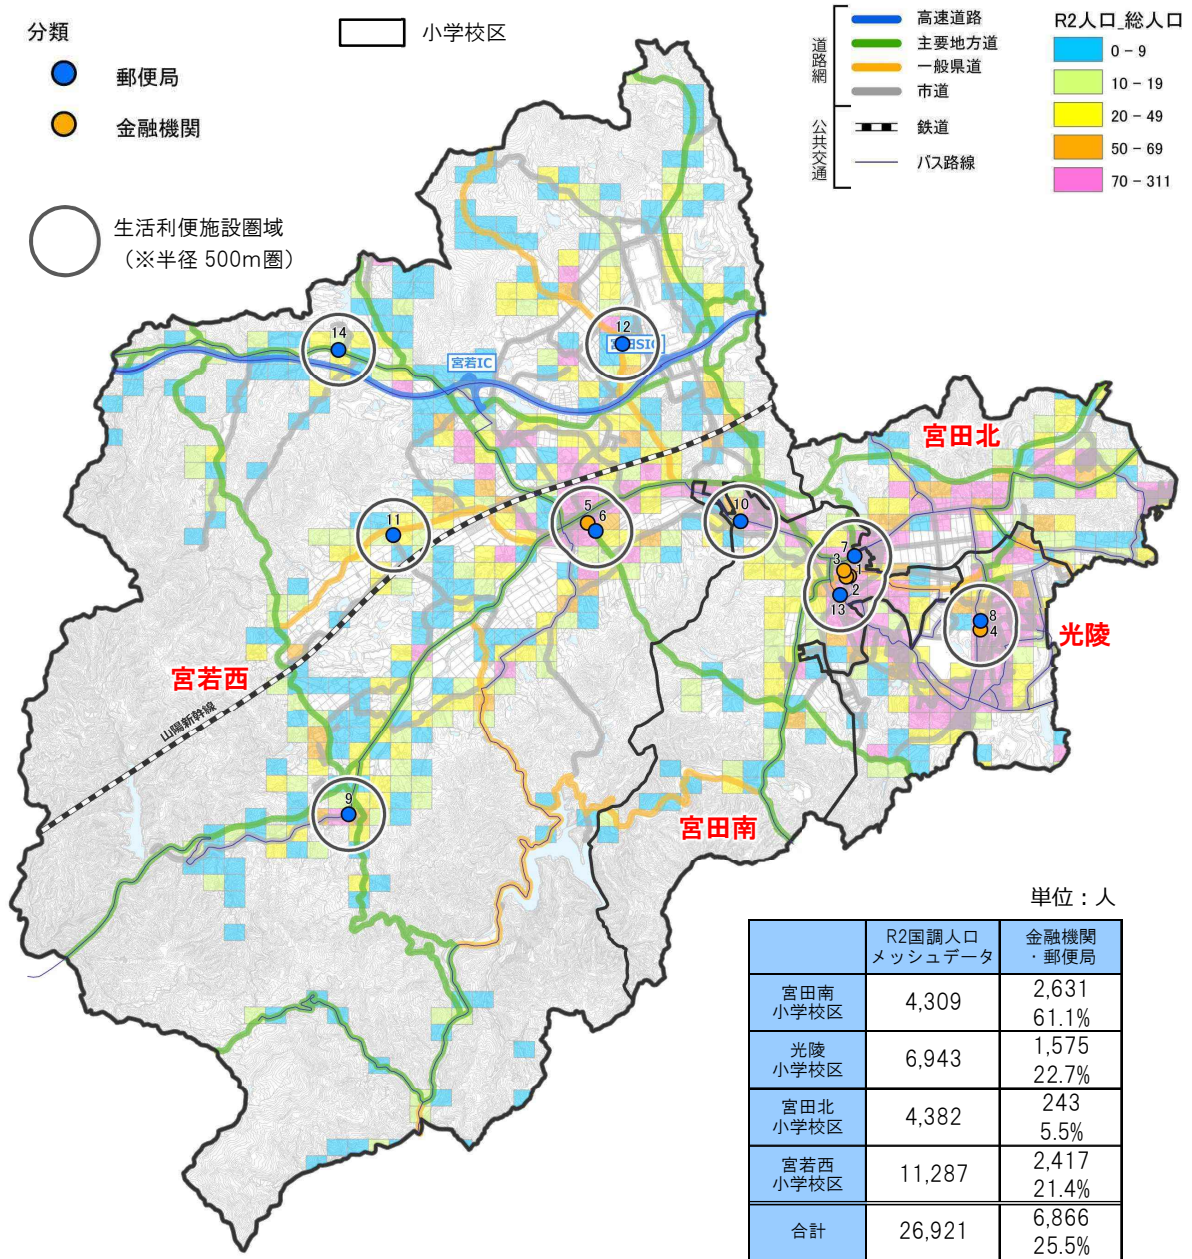 分類
郵便局
金融機関
生活利便施設圏域
（※半径 500m圏）
小学校区
道路網
高速道路
主要地方道
一般県道
市道
公共交通
鉄道
バス路線
R2人口_総人口
0 - 9
10 - 19
20 - 49
50 - 69
70 - 311
14
12
宮田SIC
宮若IC
宮田北
11
5
6
10
7
3
1
2
13
8
4
光陵
宮若西
山陽新幹線
9
宮田南
単位：人
R2国調人口
メッシュデータ
金融機関
・郵便局
宮田南
小学校区
4,309
2,631
61.1%
光陵
小学校区
6,943
1,575
22.7%
宮田北
小学校区
4,382
243
5.5%
宮若西
小学校区
11,287
2,417
21.4%
合計
26,921
6,866
25.5%